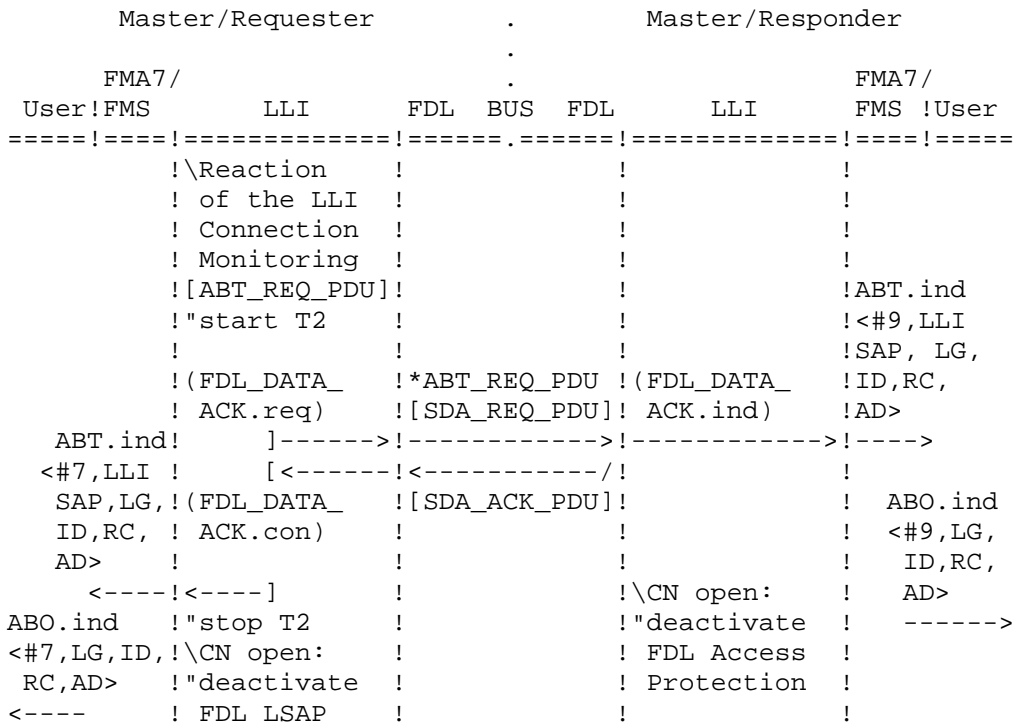 Master/Requester        .        Master/Responder
                               .
      FMA7/                    .                     FMA7/
 User!FMS       LLI      FDL  BUS  FDL      LLI      FMS !User
=====!====!=============!======.======!=============!====!=====
          !\Reaction    !             !             !
          ! of the LLI  !             !             !
          ! Connection  !             !             !
          ! Monitoring  !             !             !
          ![ABT_REQ_PDU]!             !             !ABT.ind
          !"start T2    !             !             !<#9,LLI
          !             !             !             !SAP, LG,
          !(FDL_DATA_   !*ABT_REQ_PDU !(FDL_DATA_   !ID,RC,
          ! ACK.req)    ![SDA_REQ_PDU]! ACK.ind)    !AD>
   ABT.ind!     ]------>!------------>!------------>!---->
  <#7,LLI !     [<------!<-----------/!             !
   SAP,LG,!(FDL_DATA_   ![SDA_ACK_PDU]!             !  ABO.ind
   ID,RC, ! ACK.con)    !             !             !  <#9,LG,
   AD>    !             !             !             !   ID,RC,
     <----!<----]       !             !\CN open:    !   AD>
ABO.ind   !"stop T2     !             !"deactivate  !   ------>
<#7,LG,ID,!\CN open:    !             ! FDL Access  !
 RC,AD>   !"deactivate  !             ! Protection  !
<----     ! FDL LSAP    !             !             !